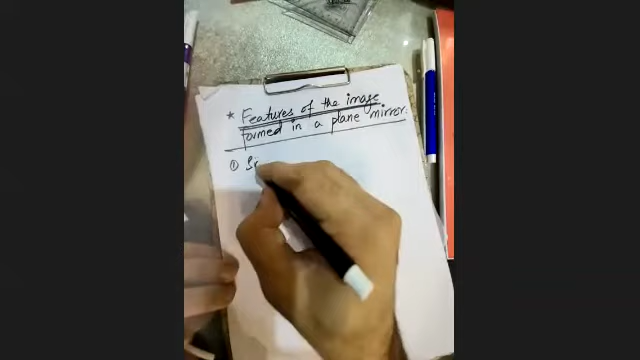 * Features of the image
formed in a plane mirror:
①